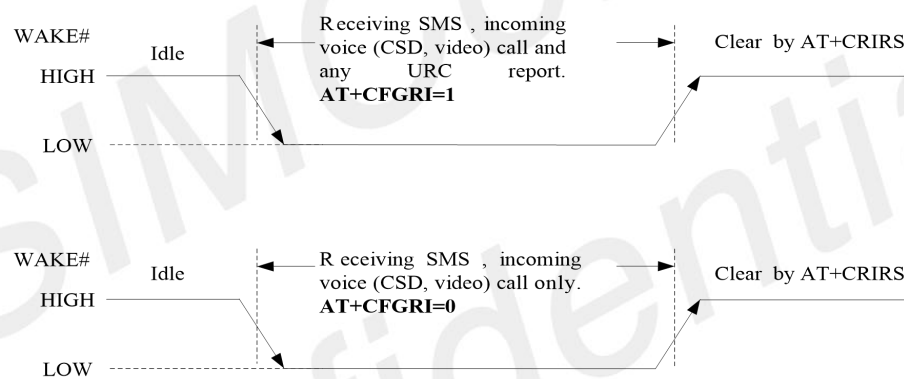 WAKE#
Idle
Receiving SMS , incoming
voice (CSD, video) call and
any URC report.
AT+CFGRI=1
Clear by AT+CRIRS
HIGH
LOW
WAKE#
Idle
R eceiving SMS , incoming
voice (CSD, video) call only.
AT+CFGRI=0
Clear by AT+CRIRS
HIGH
LOW